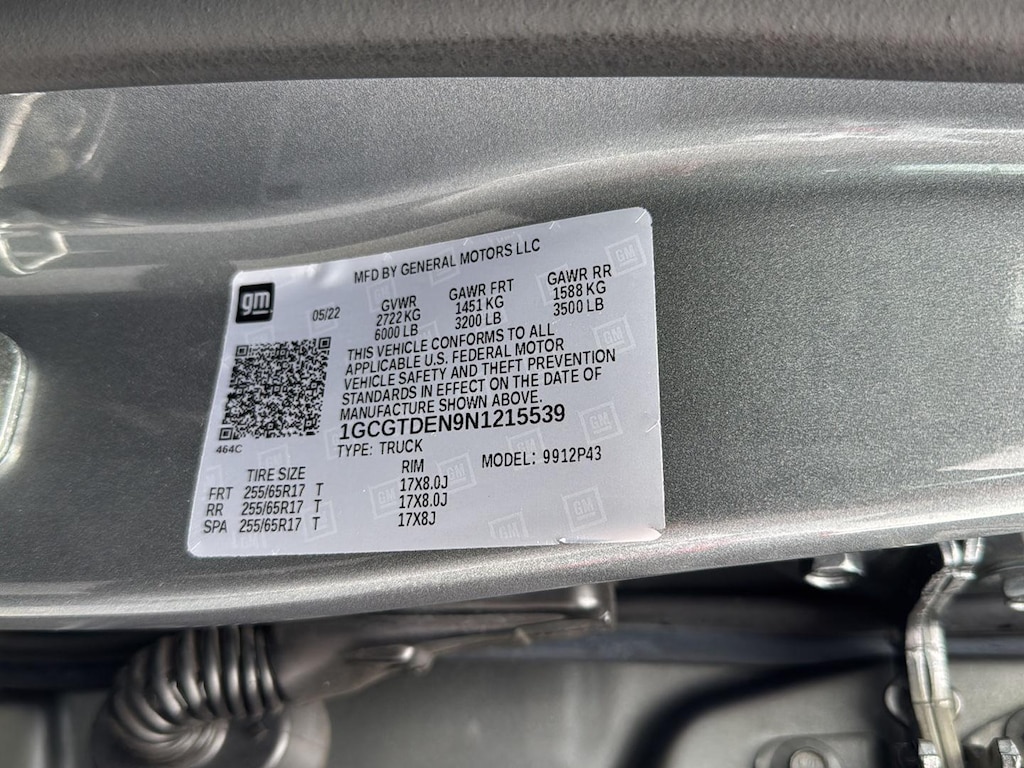 MFD BY GENERAL MOTORS LLC
gm
05/22
GVWR GAWR FRT GAWR RR
2722 KG 1451 KG 1588 KG
6000 LB 3200 LB 3500 LB
THIS VEHICLE CONFORMS TO ALL
APPLICABLE U.S. FEDERAL MOTOR
VEHICLE SAFETY AND THEFT PREVENTION
STANDARDS IN EFFECT ON THE DATE OF
MANUFACTURE SHOWN ABOVE.
1GCGTDEN9N1215539
464C
TYPE: TRUCK MODEL: 9912P43
TIRE SIZE RIM
FRT 255/65R17 T 17X8.0J
RR 255/65R17 T 17X8.0J
SPA 255/65R17 T 17X8J